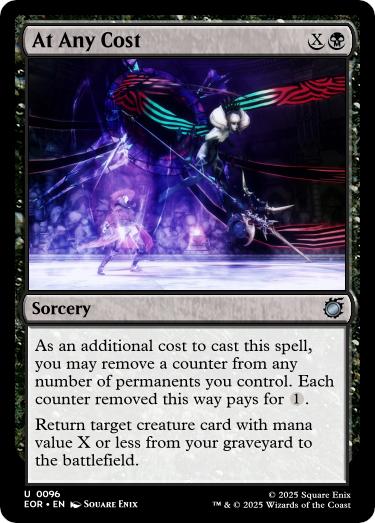 At Any Cost X
Sorcery
As an additional cost to cast this spell,
you may remove a counter from any
number of permanents you control. Each
counter removed this way pays for 1.
Return target creature card with mana
value X or less from your graveyard to
the battlefield.
U 0096
EOR • EN SQUARE ENIX
© 2025 Square Enix
™ & © 2025 Wizards of the Coast